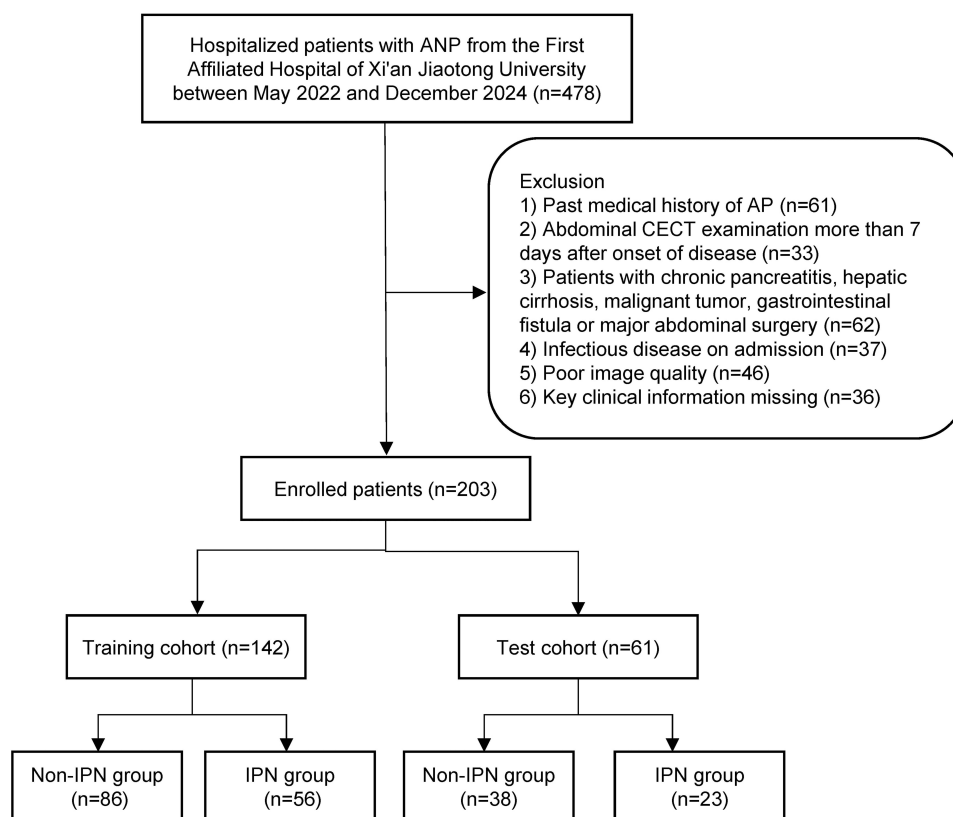 Hospitalized patients with ANP from the First
Affiliated Hospital of Xi'an Jiaotong University
between May 2022 and December 2024 (n=478)
Exclusion
1) Past medical history of AP (n=61)
2) Abdominal CECT examination more than 7
days after onset of disease (n=33)
3) Patients with chronic pancreatitis, hepatic
cirrhosis, malignant tumor, gastrointestinal
fistula or major abdominal surgery (n=62)
4) Infectious disease on admission (n=37)
5) Poor image quality (n=46)
6) Key clinical information missing (n=36)
Enrolled patients (n=203)
Training cohort (n=142)
Test cohort (n=61)
Non-IPN group
(n=86)
IPN group
(n=56)
Non-IPN group
(n=38)
IPN group
(n=23)